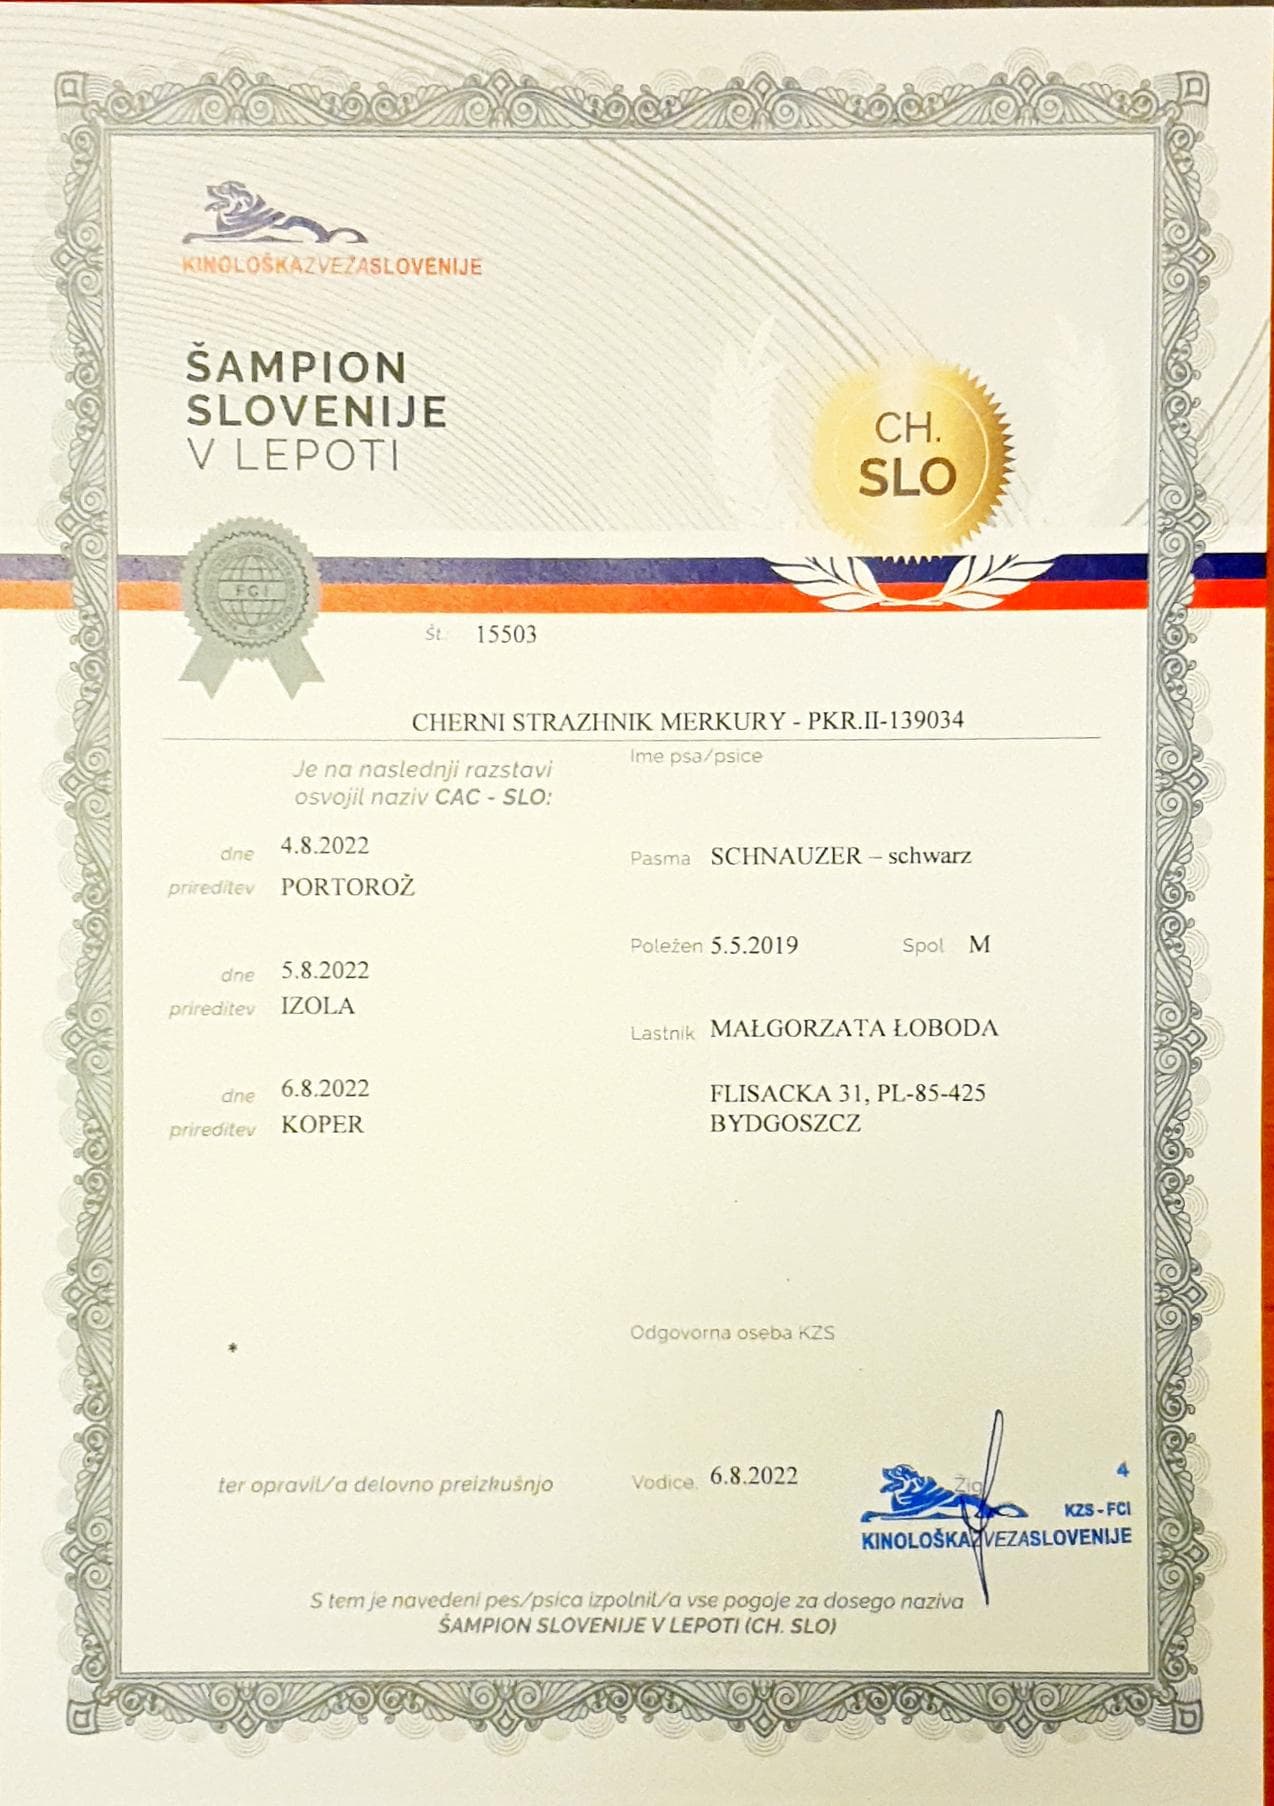 KINOLOŠKAZVEZASLOVENIJE
ŠAMPION
SLOVENIJE
V LEPOTI
CH.
SLO
FCI
Št. 15503
CHERNI STRAZHNIK MERKURY - PKR.II-139034
Ime psa/psice
Je na naslednji razstavi
osvojil naziv CAC - SLO:
dne 4.8.2022
prireditev PORTOROŽ
dne 5.8.2022
prireditev IZOLA
dne 6.8.2022
prireditev KOPER
Pasma SCHNAUZER – schwarz
Poležen 5.5.2019 Spol M
Lastnik MAŁGORZATA ŁOBODA
FLISACKA 31, PL-85-425
BYDGOSZCZ
*
Odgovorna oseba KZS
ter opravil/a delovno preizkušnjo
Vodice, 6.8.2022
Žig
4
KZS - FCI
KINOLOŠKAZVEZASLOVENIJE
S tem je navedeni pes/psica izpolnil/a vse pogoje za dosego naziva
ŠAMPION SLOVENIJE V LEPOTI (CH. SLO)